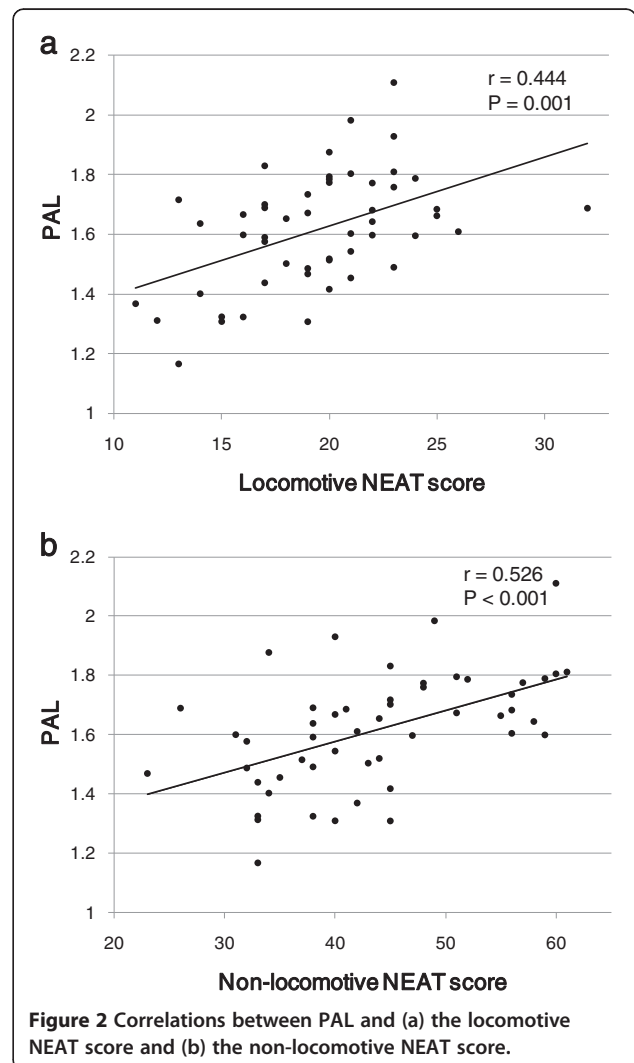 a
2.2
2
1.8
1.6
1.4
1.2
1
PAL
r = 0.444
P = 0.001
10 15 20 25 30
Locomotive NEAT score
b
2.2
2
1.8
1.6
1.4
1.2
1
PAL
r = 0.526
P < 0.001
20 30 40 50 60
Non-locomotive NEAT score
Figure 2 Correlations between PAL and (a) the locomotive
NEAT score and (b) the non-locomotive NEAT score.